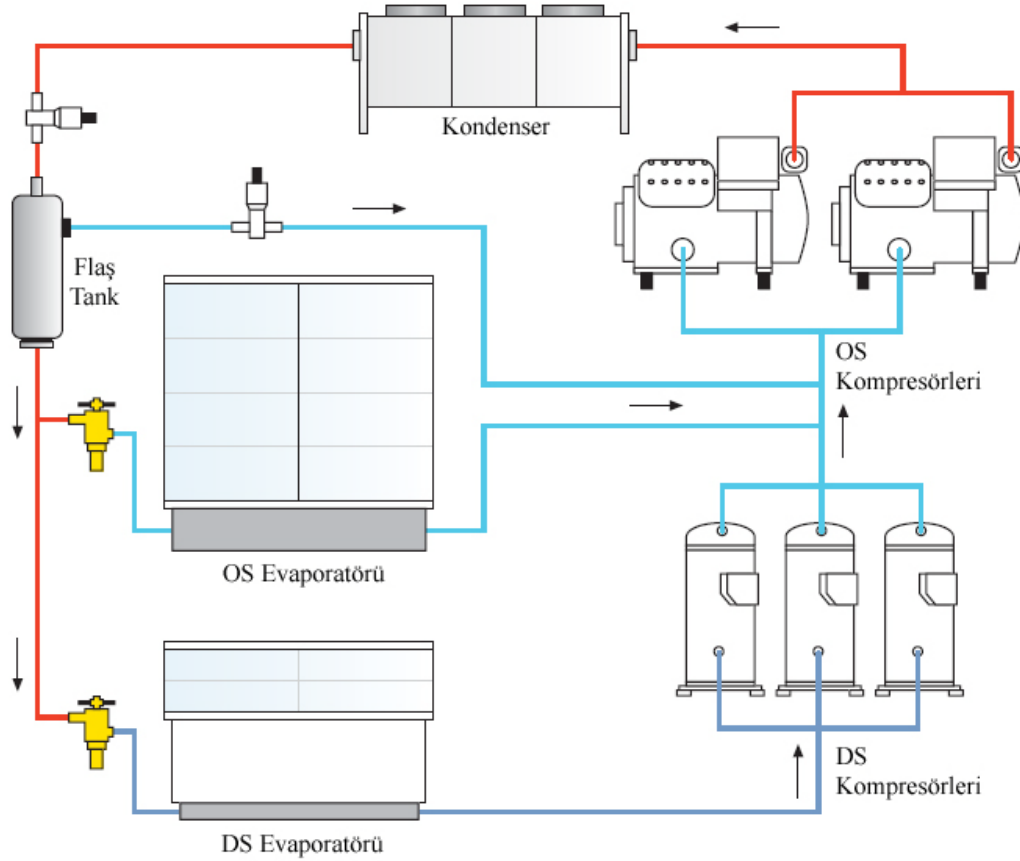 Kondenser
Flaş
Tank
OS
Kompresörleri
OS Evaporatörü
DS
Kompresörleri
DS Evaporatörü